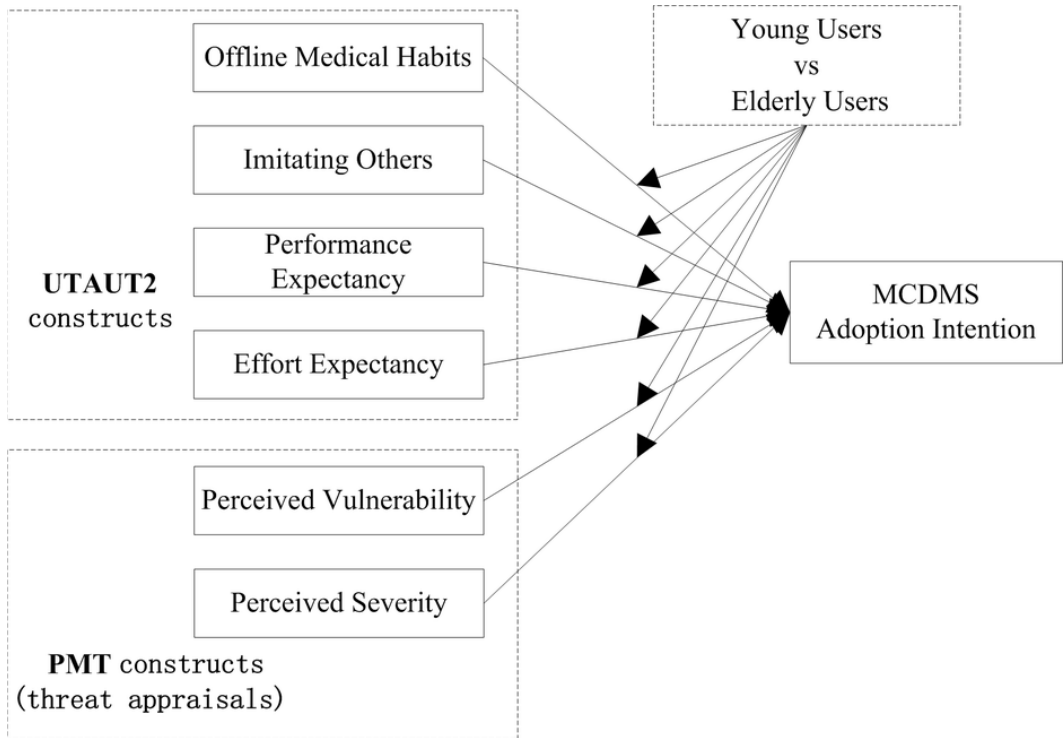 Offline Medical Habits
Young Users
vs
Elderly Users
Imitating Others
Performance
Expectancy
UTAUT2
constructs
MCDMS
Adoption Intention
Effort Expectancy
Perceived Vulnerability
Perceived Severity
PMT constructs
(threat appraisals)